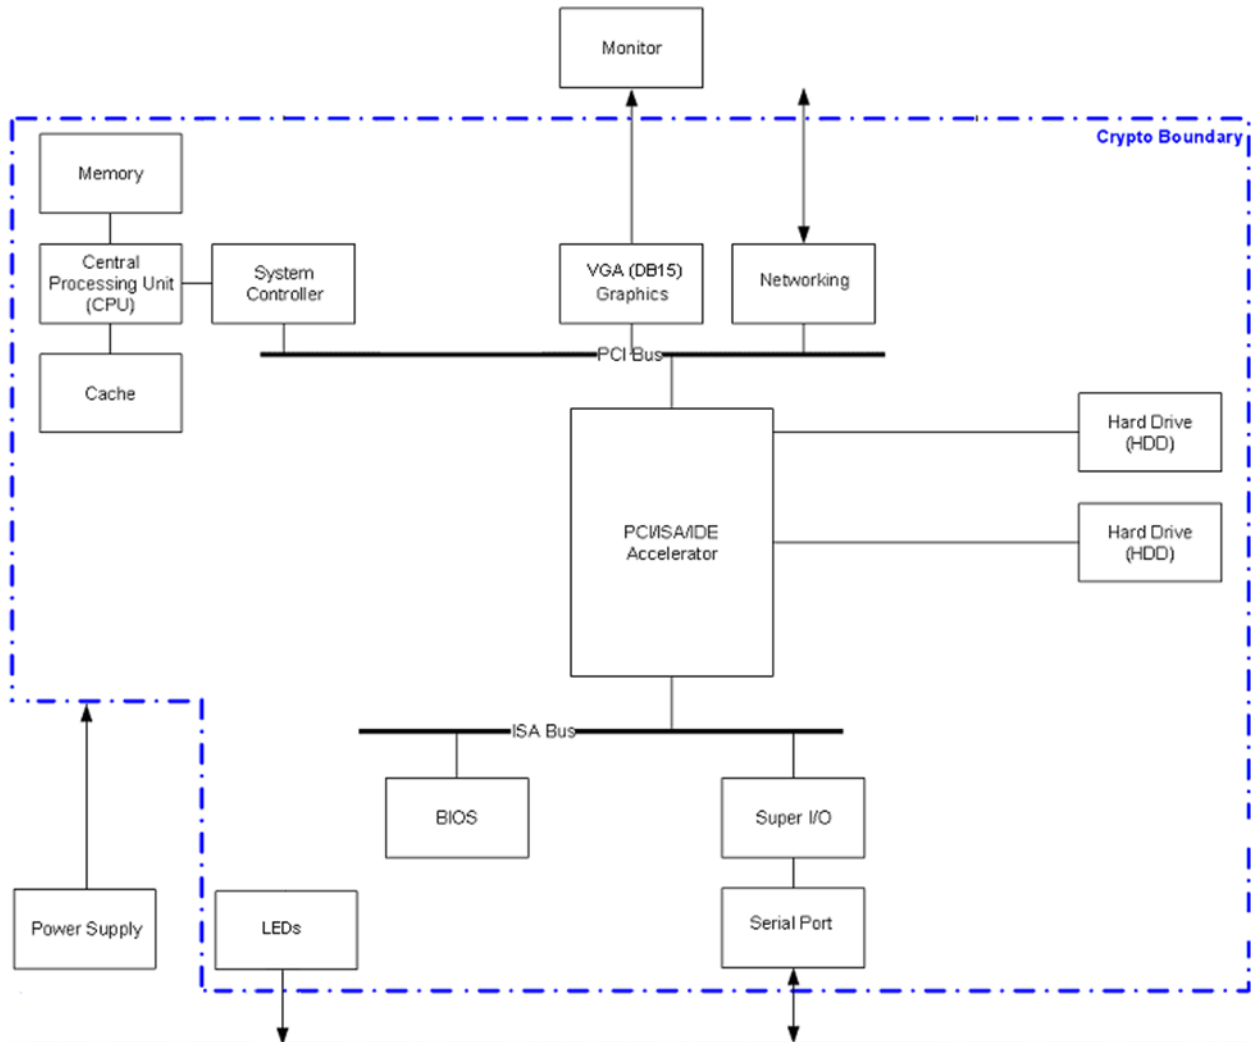 Monitor
Crypto Boundary
Memory
Central
Processing Unit
(CPU)
System
Controller
VGA (DB15)
Graphics
Networking
PCI Bus
Cache
Hard Drive
(HDD)
PCI/ISA/IDE
Accelerator
Hard Drive
(HDD)
ISA Bus
BIOS
Super I/O
Power Supply
LEDs
Serial Port